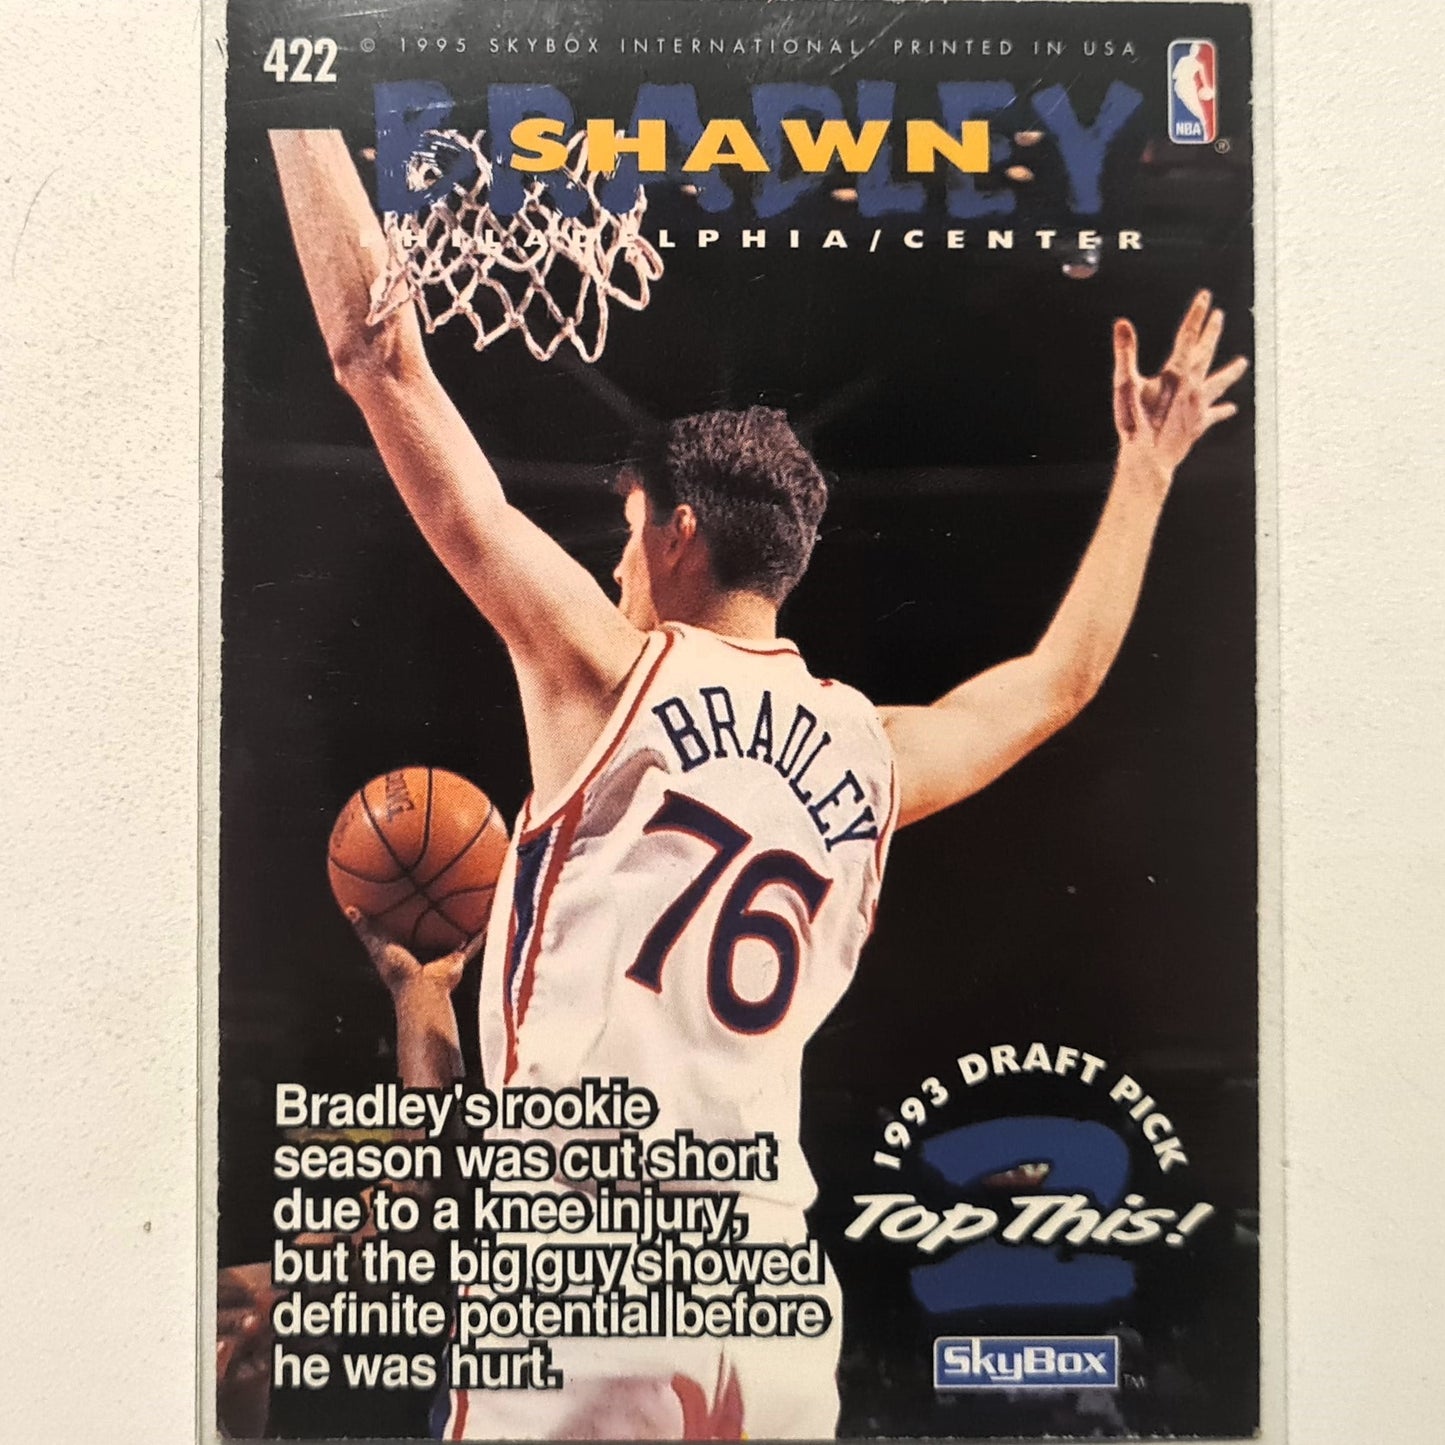 422 © 1995 SKYBOX INTERNATIONAL PRINTED IN USA
BRADLEY
SHAWN
PHILADELPHIA/CENTER
NBA
®
BRADLEY
76
Bradley's rookie
season was cut short
due to a knee injury,
but the big guy showed
definite potential before
he was hurt.
1993 DRAFT PICK
2
Top This!
SkyBox TM